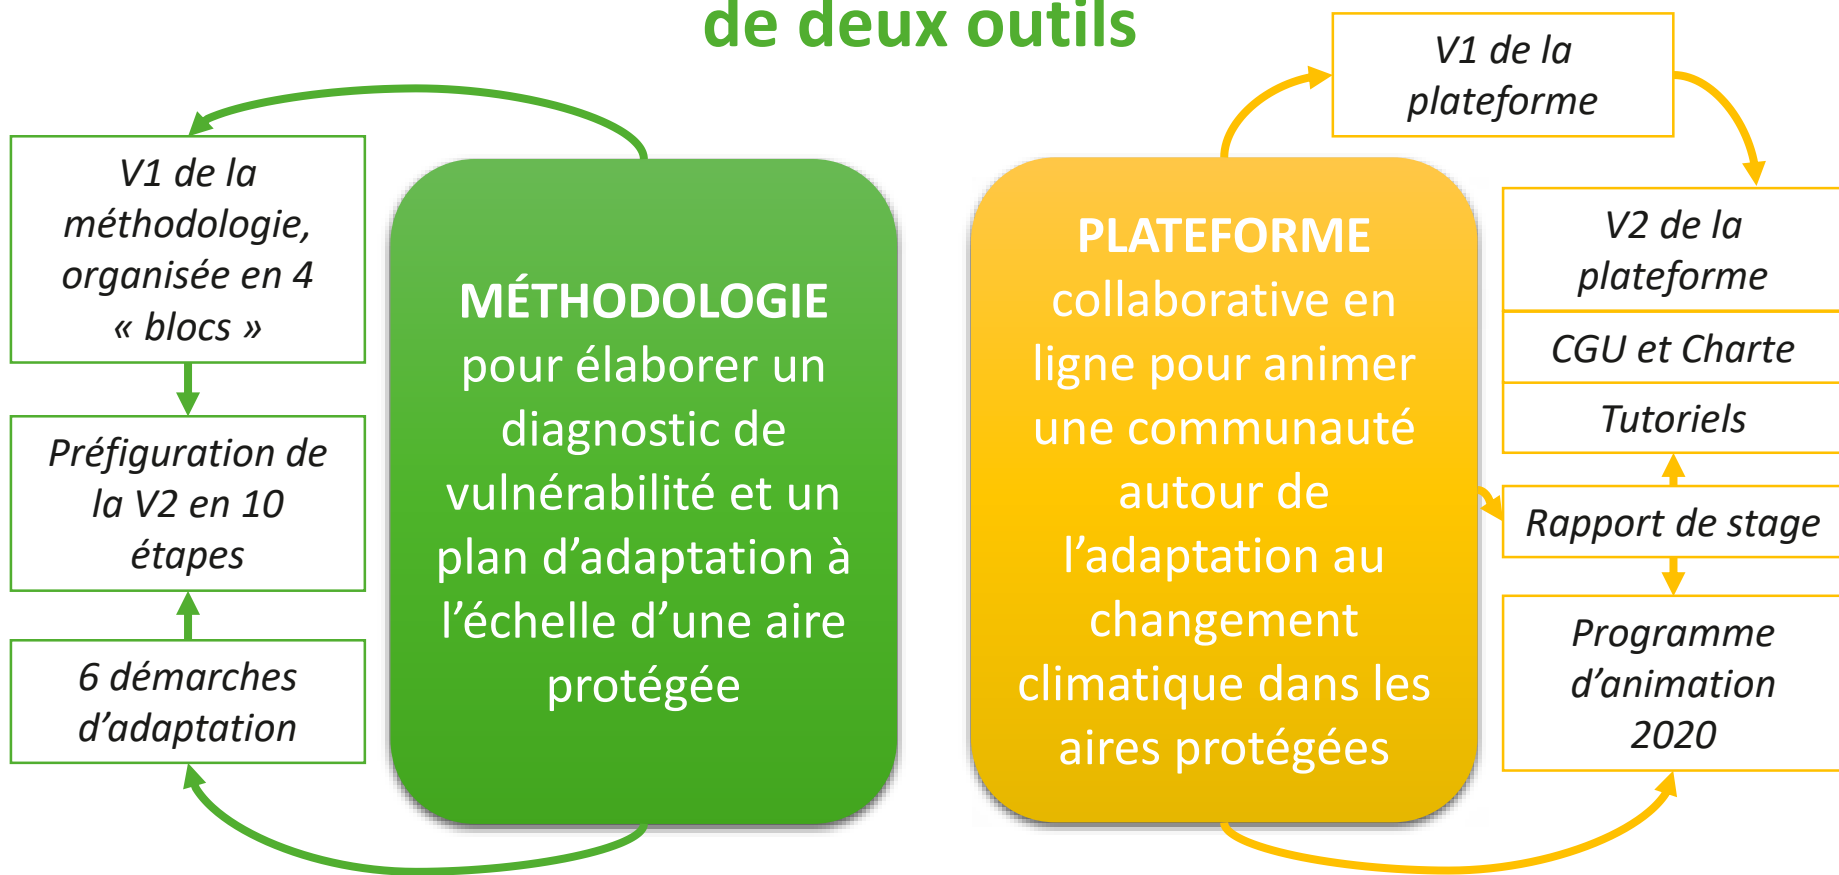 de deux outils
V1 de la
méthodologie,
organisée en 4
« blocs »
Préfiguration de
la V2 en 10
étapes
6 démarches
d’adaptation
MÉTHODOLOGIE
pour élaborer un
diagnostic de
vulnérabilité et un
plan d’adaptation à
l’échelle d’une aire
protégée
PLATEFORME
collaborative en
ligne pour animer
une communauté
autour de
l’adaptation au
changement
climatique dans les
aires protégées
V1 de la
plateforme
V2 de la
plateforme
CGU et Charte
Tutoriels
Rapport de stage
Programme
d’animation
2020